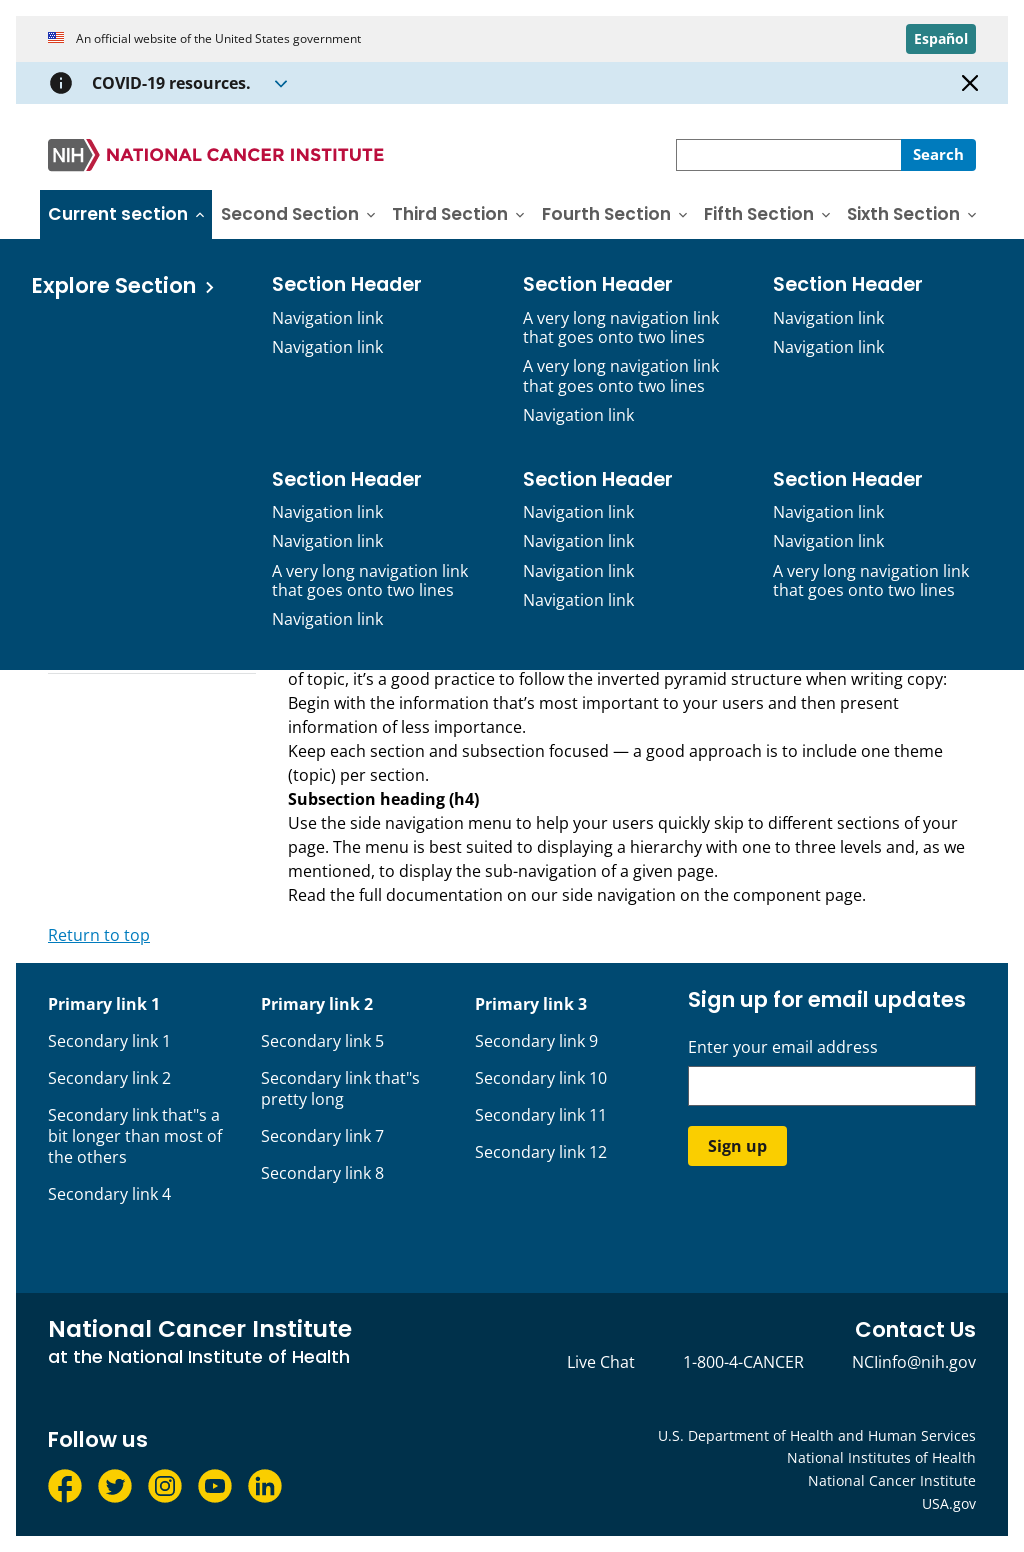 An official website of the United States government
Español
COVID-19 resources.
NIH NATIONAL CANCER INSTITUTE
Search
Current section
Second Section
Third Section
Fourth Section
Fifth Section
Sixth Section
Explore Section
Section Header
Navigation link
Navigation link
Section Header
A very long navigation link
that goes onto two lines
A very long navigation link
that goes onto two lines
Navigation link
Section Header
Navigation link
Navigation link
Section Header
Navigation link
Navigation link
A very long navigation link
that goes onto two lines
Navigation link
Section Header
Navigation link
Navigation link
Navigation link
Navigation link
Section Header
Navigation link
Navigation link
A very long navigation link
that goes onto two lines
of topic, it’s a good practice to follow the inverted pyramid structure when writing copy:
Begin with the information that’s most important to your users and then present
information of less importance.
Keep each section and subsection focused — a good approach is to include one theme
(topic) per section.
Subsection heading (h4)
Use the side navigation menu to help your users quickly skip to different sections of your
page. The menu is best suited to displaying a hierarchy with one to three levels and, as we
mentioned, to display the sub-navigation of a given page.
Read the full documentation on our side navigation on the component page.
Return to top
Primary link 1
Secondary link 1
Secondary link 2
Secondary link that"s a
bit longer than most of
the others
Secondary link 4
Primary link 2
Secondary link 5
Secondary link that"s
pretty long
Secondary link 7
Secondary link 8
Primary link 3
Secondary link 9
Secondary link 10
Secondary link 11
Secondary link 12
Sign up for email updates
Enter your email address
Sign up
National Cancer Institute
at the National Institute of Health
Contact Us
Live Chat
1-800-4-CANCER
NCIinfo@nih.gov
Follow us
U.S. Department of Health and Human Services
National Institutes of Health
National Cancer Institute
USA.gov